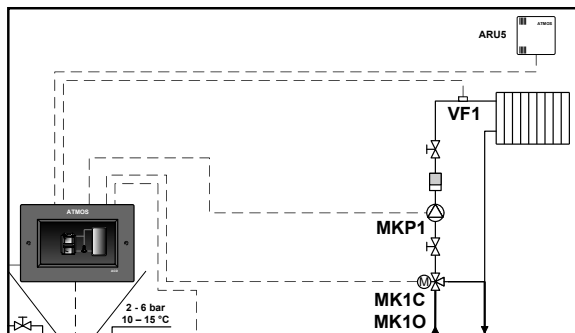 ARU5
ATMOS
VF1
MKP1
ATMOS
M
MK1C
MK1O
2 - 6 bar
10 – 15 °C